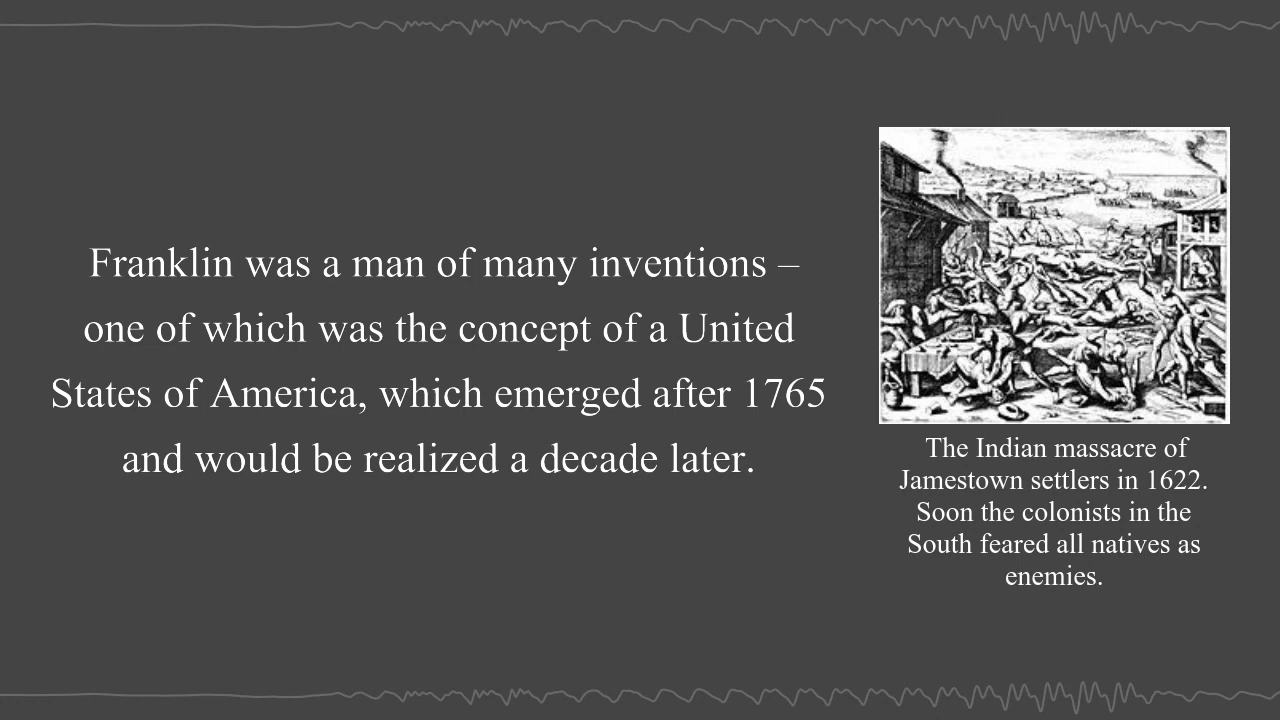 Franklin was a man of many inventions –
one of which was the concept of a United
States of America, which emerged after 1765
and would be realized a decade later.
The Indian massacre of
Jamestown settlers in 1622.
Soon the colonists in the
South feared all natives as
enemies.